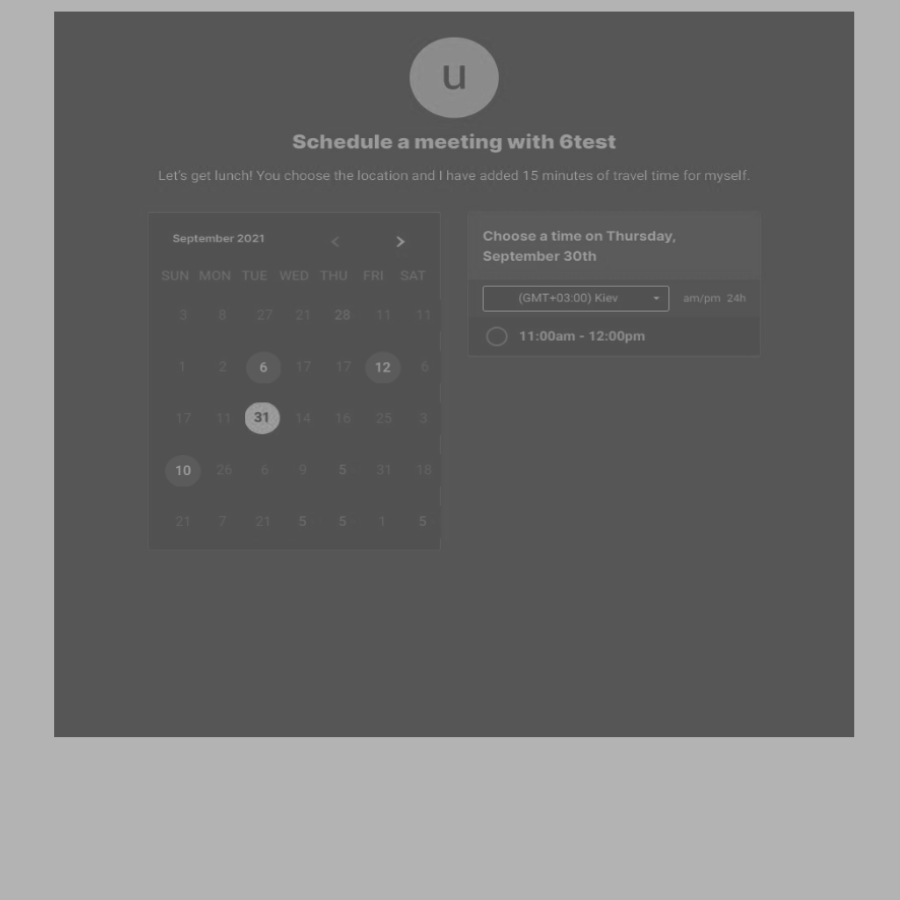 u
Schedule a meeting with 6test
Let's get lunch! You choose the location and I have added 15 minutes of travel time for myself.
September 2021 < >
SUN MON TUE WED THU FRI SAT
3 8 27 21 28 11 11
1 2 6 17 17 12 6
17 11 31 14 16 25 3
10 26 6 9 5 31 18
21 7 21 5 5 1 5
Choose a time on Thursday,
September 30th
(GMT+03:00) Kiev am/pm 24h
11:00am - 12:00pm